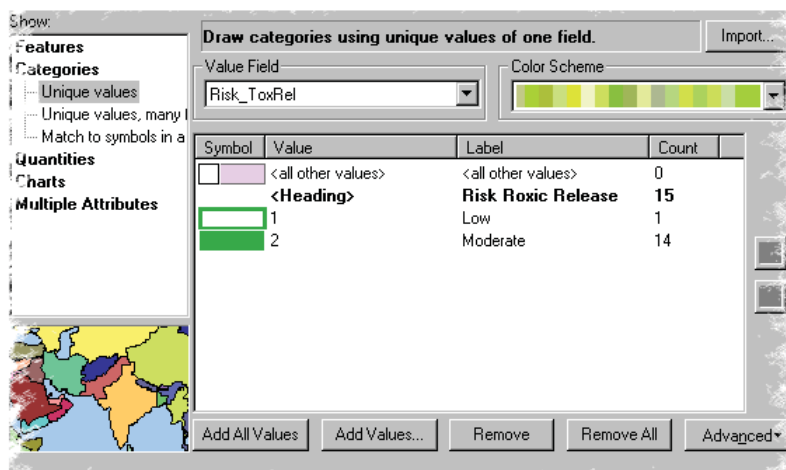 Show:
Features
Categories
Unique values
Unique values, many
Match to symbols in a
Quantities
Charts
Multiple Attributes
Draw categories using unique values of one field.
Import...
Value Field
Risk_ToxRel
Color Scheme
Symbol Value Label Count
<all other values> <all other values> 0
<Heading> Risk Roxic Release 15
1 Low 1
2 Moderate 14
Add All Values Add Values... Remove Remove All Advanced